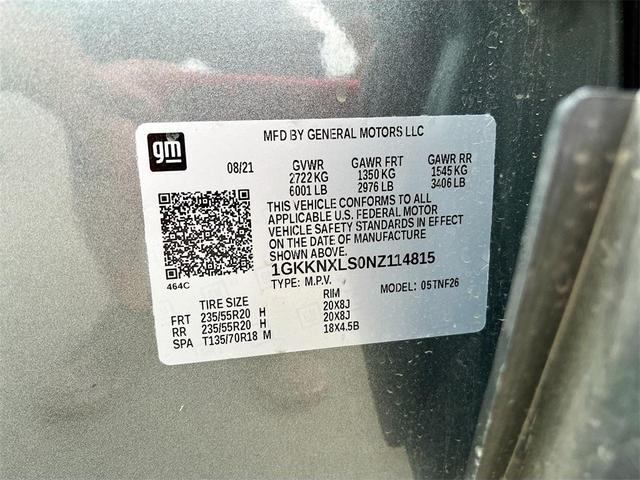 gm
MFD BY GENERAL MOTORS LLC
08/21 GVWR GAWR FRT GAWR RR
2722 KG 1350 KG 1545 KG
6001 LB 2976 LB 3406 LB
THIS VEHICLE CONFORMS TO ALL
APPLICABLE U.S. FEDERAL MOTOR
VEHICLE SAFETY STANDARDS IN EFFECT
ON THE DATE OF MANUFACTURE
SHOWN ABOVE.
1GKKNXLS0NZ114815
464C
TYPE: M.P.V. MODEL: 05TNF26
TIRE SIZE RIM
FRT 235/55R20 H 20X8J
RR 235/55R20 H 20X8J
SPA T135/70R18 M 18X4.5B